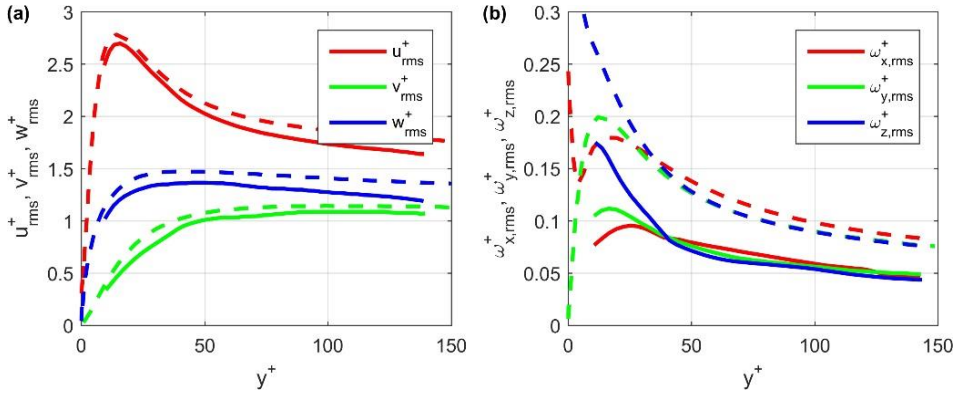 (a)
3
2.5
2
1.5
1
0.5
0
0 50 100 150
y⁺
u⁺rms, v⁺rms, w⁺rms
u⁺rms
v⁺rms
w⁺rms
(b)
0.3
0.25
0.2
0.15
0.1
0.05
0
0 50 100 150
y⁺
ω⁺x,rms, ω⁺y,rms, ω⁺z,rms
ω⁺x,rms
ω⁺y,rms
ω⁺z,rms